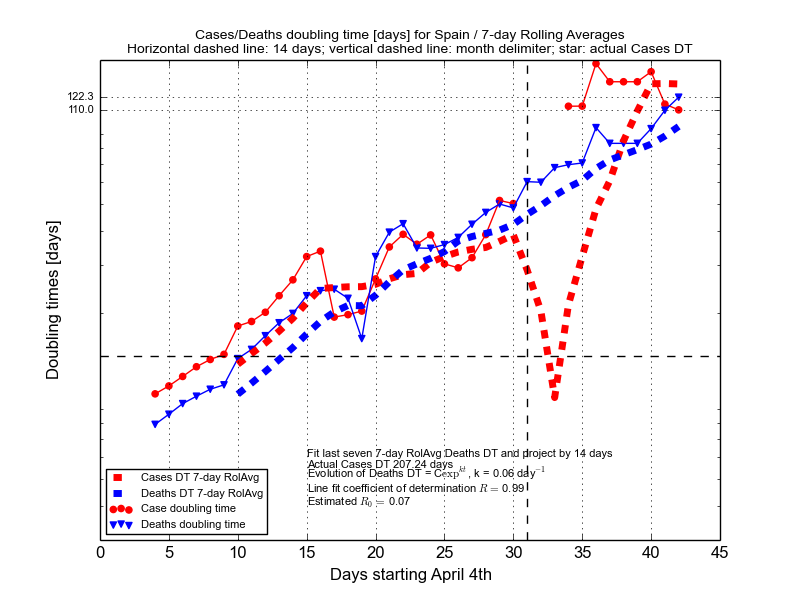 Cases/Deaths doubling time [days] for Spain / 7-day Rolling Averages
Horizontal dashed line: 14 days; vertical dashed line: month delimiter; star: actual Cases DT
122.3
110.0
Doubling times [days]
Fit last seven 7-day RolAvg Deaths DT and project by 14 days
Actual Cases DT 207.24 days
Evolution of Deaths DT = Cexp^kt, k = 0.06 day^−1
Line fit coefficient of determination R = 0.99
Estimated R_0 = 0.07
Cases DT 7-day RolAvg
Deaths DT 7-day RolAvg
Case doubling time
Deaths doubling time
0 5 10 15 20 25 30 35 40 45
Days starting April 4th